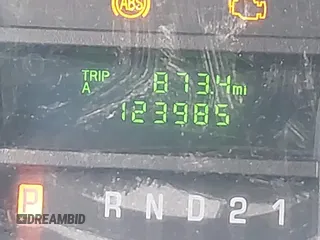 ABS
TRIP A 873.4 mi
123985
P R N D 2 1
DREAMBID